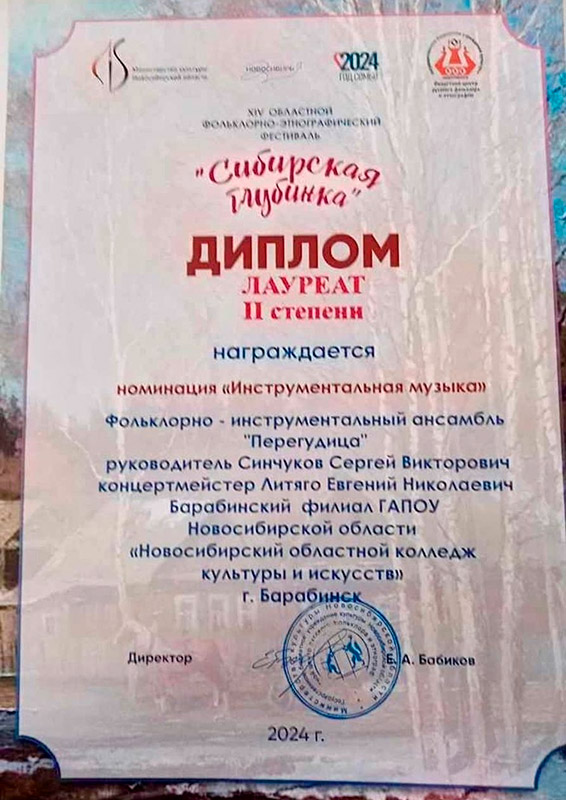 Министерство культуры
Новосибирской области
2024
XIV ОБЛАСТНОЙ
ФОЛЬКЛОРНО-ЭТНОГРАФИЧЕСКИЙ
ФЕСТИВАЛЬ
"Сибирская
глубинка"
ДИПЛОМ
ЛАУРЕАТ
II степени
награждается
номинация «Инструментальная музыка»
Фольклорно - инструментальный ансамбль
"Перегудица"
руководитель Синчуков Сергей Викторович
концертмейстер Литяго Евгений Николаевич
Барабинский филиал ГАПОУ
Новосибирской области
«Новосибирский областной колледж
культуры и искусств»
г. Барабинск
Директор
Е. А. Бабиков
2024 г.